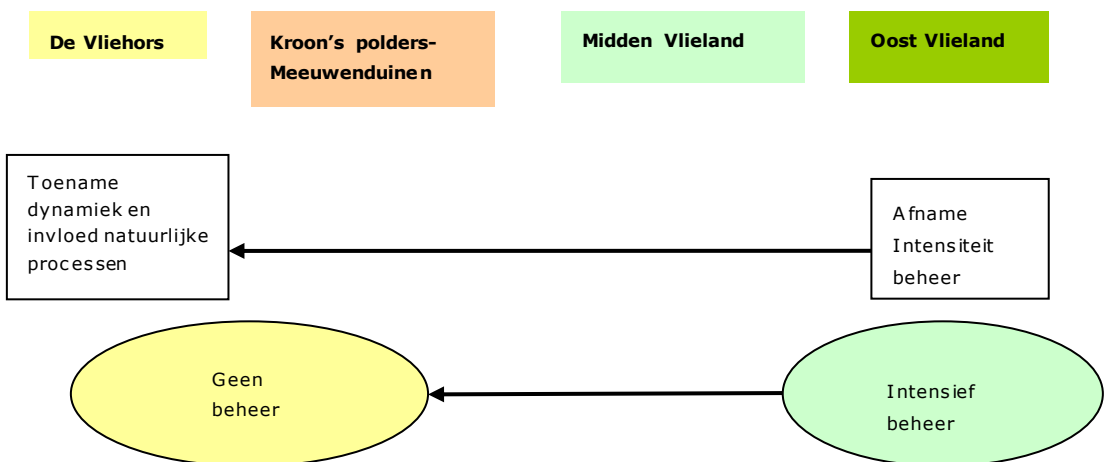 De Vliehors
Kroon's polders-
Meeuwenduinen
Midden Vlieland
Oost Vlieland
Toename
dynamiek en
invloed natuurlijke
processen
Afname
Intensiteit
beheer
Geen
beheer
Intensief
beheer